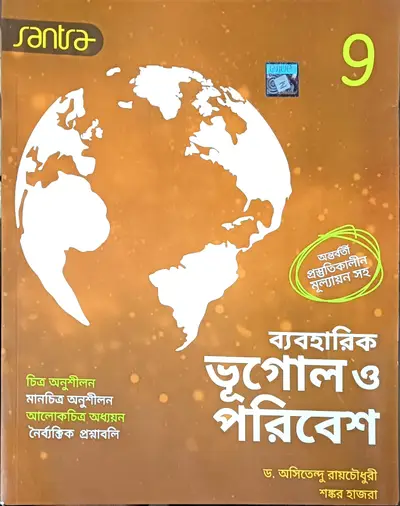 santra
9
অন্তর্বর্তী
প্রস্তুতিকালীন
মূল্যায়ন সহ
ব্যবহারিক
ভূগোল ও
পরিবেশ
চিত্র অনুশীলন
মানচিত্র অনুশীলন
আলোকচিত্র অধ্যয়ন
নৈর্ব্যক্তিক প্রশ্নাবলি
ড. অসিতেন্দু রায়চৌধুরী
শঙ্কর হাজরা